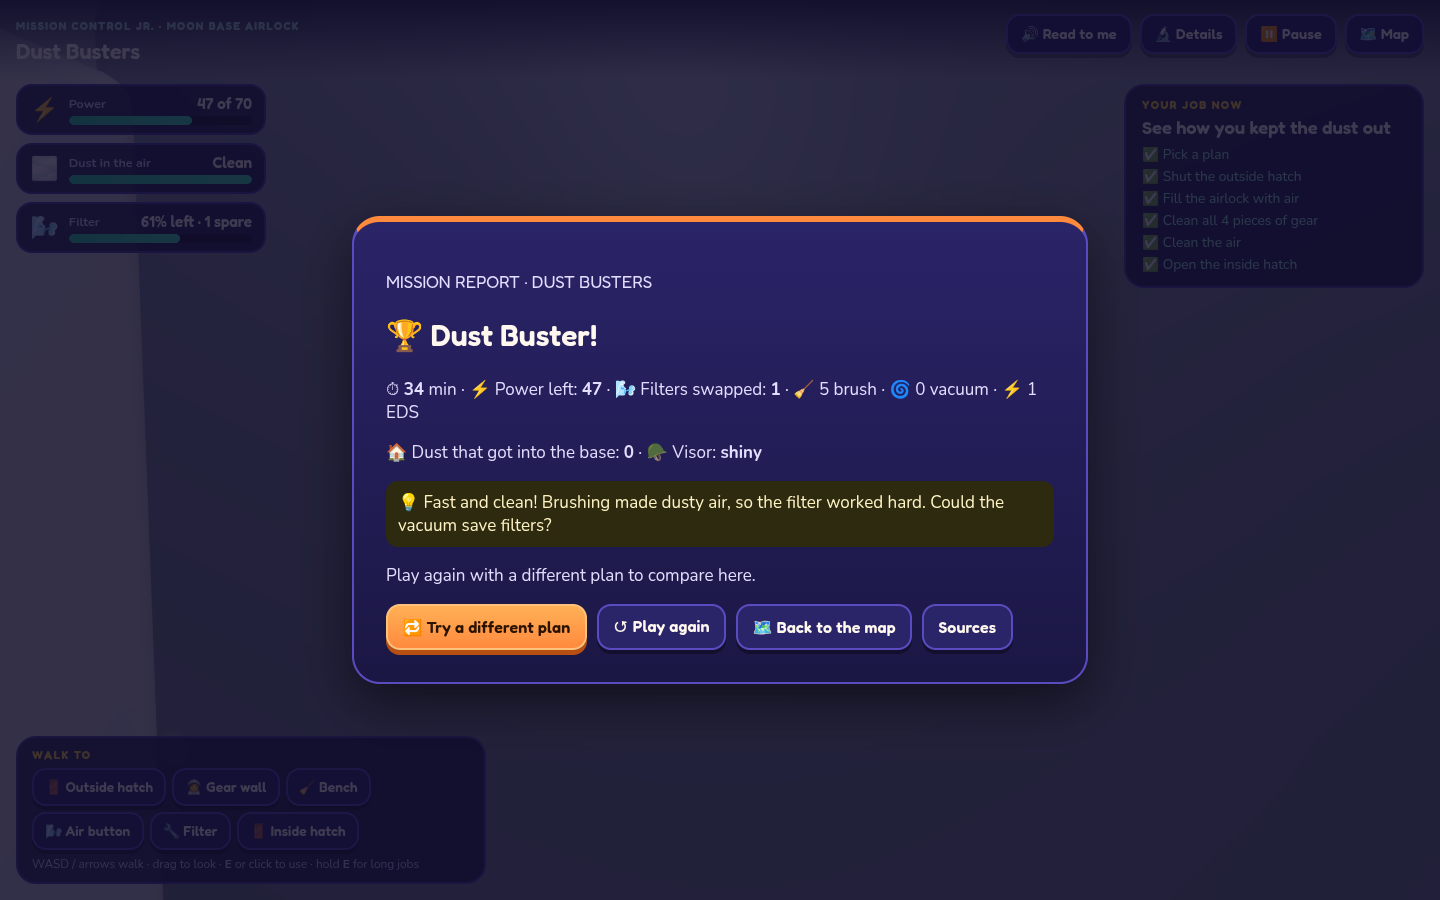 MISSION CONTROL JR. · MOON BASE AIRLOCK
Dust Busters
🔊 Read to me
🔬 Details
⏸️ Pause
🗺️ Map
⚡ Power 47 of 70
Dust in the air Clean
🌬️ Filter 61% left · 1 spare
YOUR JOB NOW
See how you kept the dust out
✅ Pick a plan
✅ Shut the outside hatch
✅ Fill the airlock with air
✅ Clean all 4 pieces of gear
✅ Clean the air
✅ Open the inside hatch
MISSION REPORT · DUST BUSTERS
🏆 Dust Buster!
⏱ 34 min · ⚡ Power left: 47 · 🌬️ Filters swapped: 1 · 🧹 5 brush · 🌀 0 vacuum · ⚡ 1
EDS
🏠 Dust that got into the base: 0 · 🪖 Visor: shiny
💡 Fast and clean! Brushing made dusty air, so the filter worked hard. Could the
vacuum save filters?
Play again with a different plan to compare here.
🔁 Try a different plan
↺ Play again
🗺️ Back to the map
Sources
WALK TO
🚪 Outside hatch
🧑‍🚀 Gear wall
🧹 Bench
🌬️ Air button
🔧 Filter
🚪 Inside hatch
WASD / arrows walk · drag to look · E or click to use · hold E for long jobs